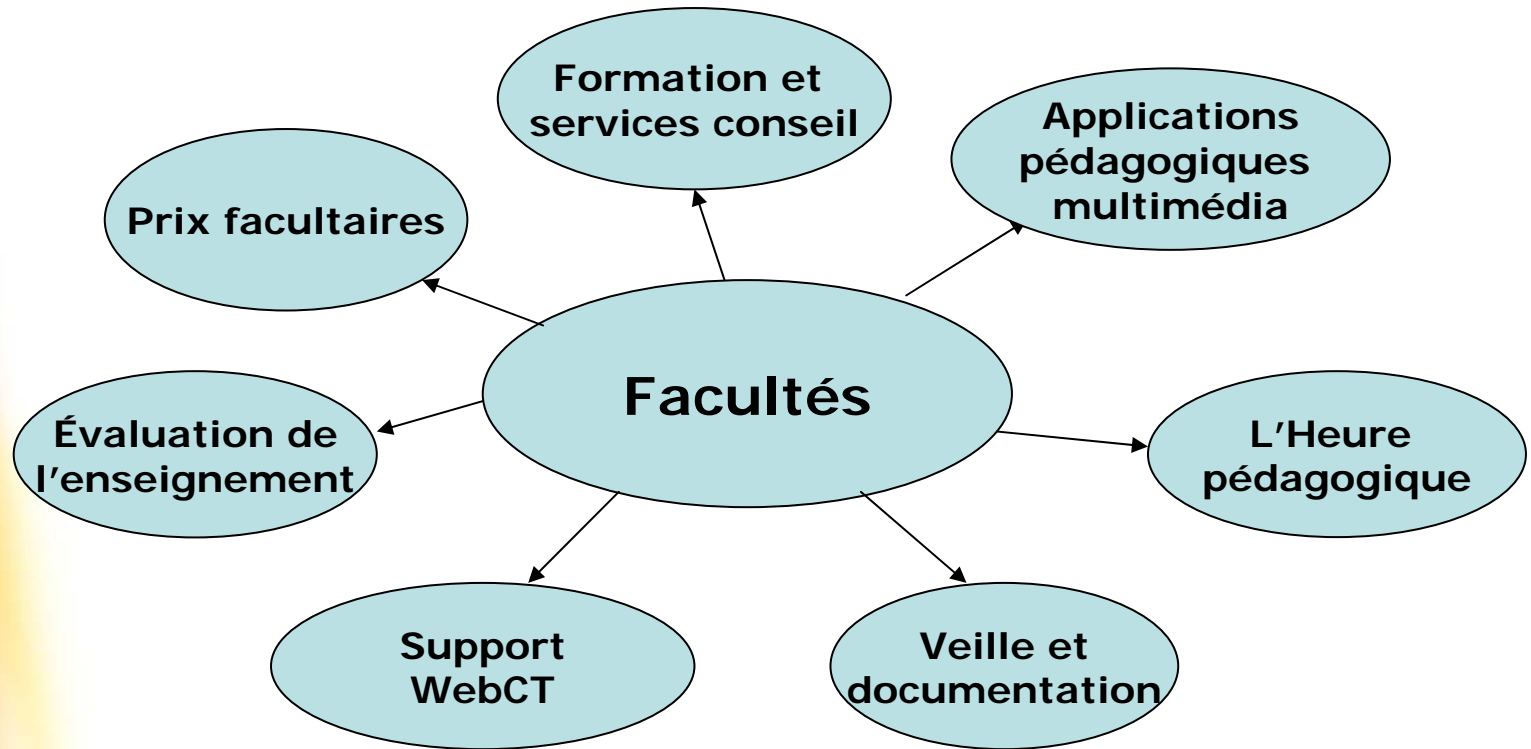 Formation et
services conseil
Applications
pédagogiques
multimédia
Prix facultaires
Facultés
Évaluation de
l'enseignement
L'Heure
pédagogique
Support
WebCT
Veille et
documentation